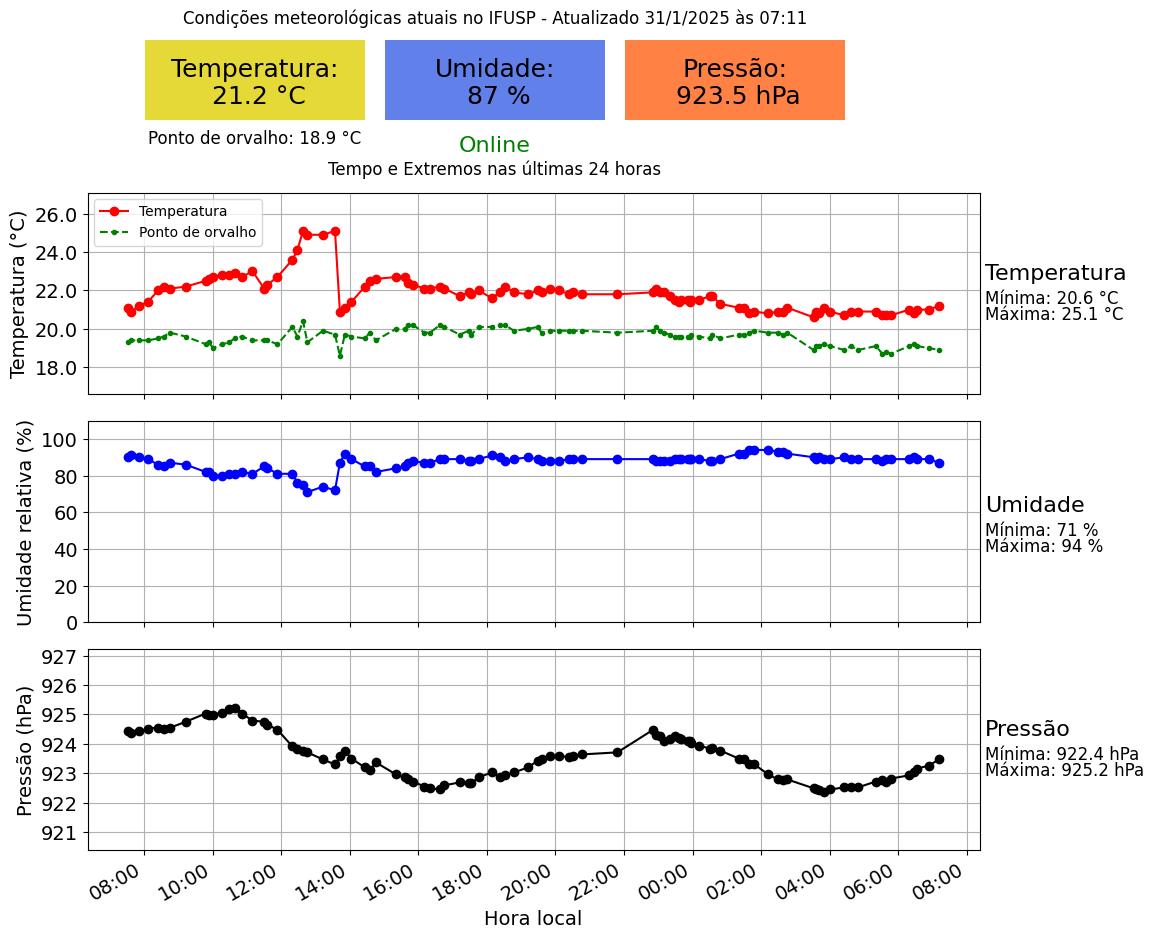 Condições meteorológicas atuais no IFUSP - Atualizado 31/1/2025 às 07:11
Temperatura:
21.2 °C
Umidade:
87 %
Pressão:
923.5 hPa
Ponto de orvalho: 18.9 °C
Online
Tempo e Extremos nas últimas 24 horas
Temperatura (°C)
26.0
24.0
22.0
20.0
18.0
Temperatura
Ponto de orvalho
Temperatura
Mínima: 20.6 °C
Máxima: 25.1 °C
Umidade relativa (%)
100
80
60
40
20
0
Umidade
Mínima: 71 %
Máxima: 94 %
Pressão (hPa)
927
926
925
924
923
922
921
Pressão
Mínima: 922.4 hPa
Máxima: 925.2 hPa
08:00 10:00 12:00 14:00 16:00 18:00 20:00 22:00 00:00 02:00 04:00 06:00 08:00
Hora local